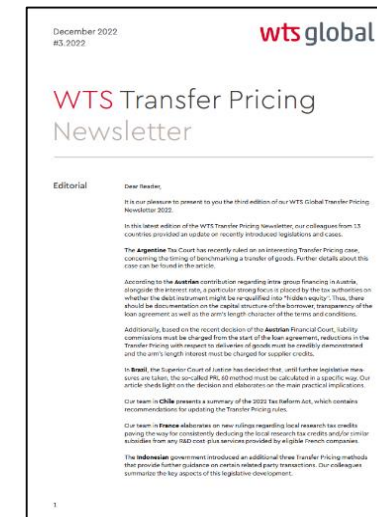 December 2022
#3.2022
wts global
WTS Transfer Pricing
Newsletter
Editorial
Dear Reader,
It is our pleasure to present to you the third edition of our WTS Global Transfer Pricing
Newsletter 2022.
In this latest edition of the WTS Transfer Pricing Newsletter, our colleagues from 13
countries provided an update on recently introduced legislations and cases.
The Argentine Tax Court has recently ruled on an interesting Transfer Pricing case,
concerning the timing of benchmarking a transfer of goods. Further details about this
case can be found in the article.
According to the Austrian contribution regarding intra group financing in Austria,
alongside the interest rate, a particular strong focus is placed by the tax authorities on
whether the debt instrument might be re-qualified into "hidden equity". Thus, there
should be documentation on the capital structure of the borrower, transparency of the
loan agreement as well as the arm's length character of the terms and conditions.
Additionally, based on the recent decision of the Austrian Financial Court, liability
commissions must be charged from the start of the loan agreement, reductions in the
Transfer Pricing with respect to deliveries of goods must be credibly demonstrated
and the arm's length interest must be charged for supplier credits.
In Brazil, the Superior Court of Justice has decided that, until further legislative mea-
sures are taken, the so-called PRL 60 method must be calculated in a specific way. Our
article sheds light on the decision and elaborates on the main practical implications.
Our team in Chile presents a summary of the 2022 Tax Reform Act, which contains
recommendations for updating the Transfer Pricing rules.
Our team in France elaborates on new rulings regarding local research tax credits
paving the way for consistently deducting the local research tax credits and/or similar
subsidies from any R&D cost-plus services provided by eligible French companies.
The Indonesian government introduced an additional three Transfer Pricing methods
that provide further guidance on certain related party transactions. Our colleagues
summarize the key aspects of this legislative development.
1